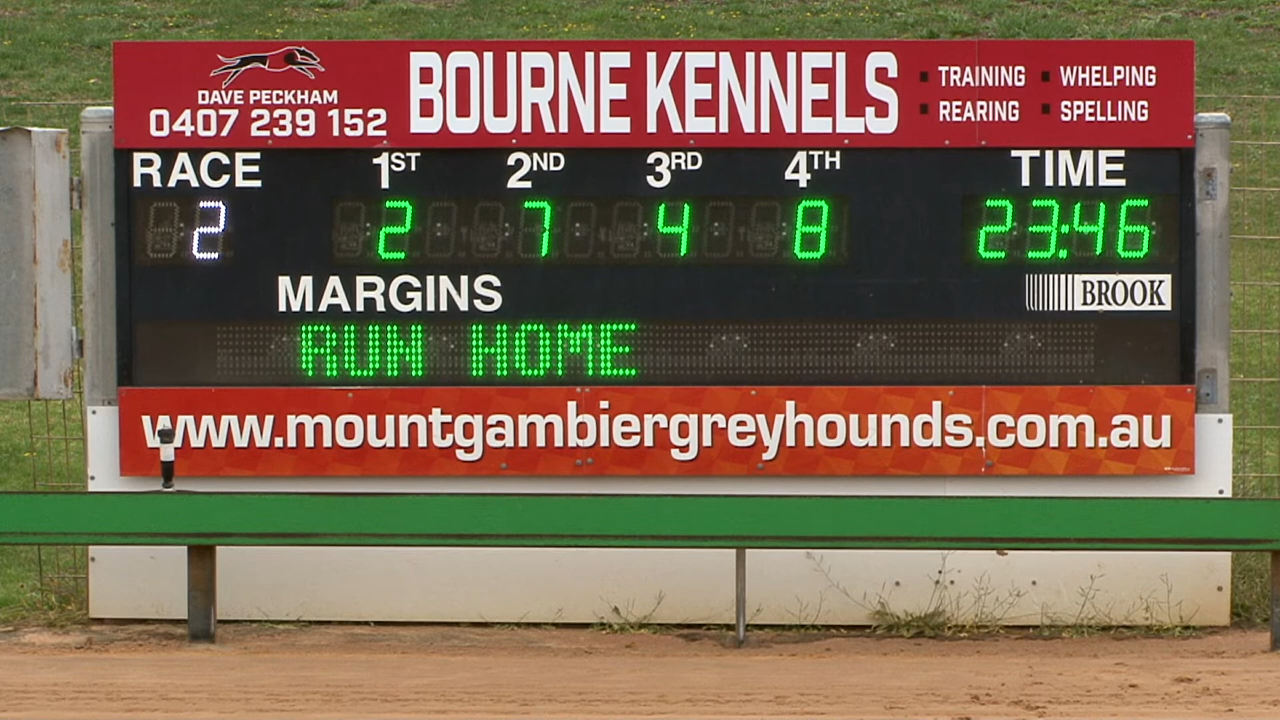 DAVE PECKHAM
0407 239 152
BOURNE KENNELS
TRAINING
WHELPING
REARING
SPELLING
RACE 1ST 2ND 3RD 4TH TIME
2 2 7 4 8 23:46
MARGINS
BROOK
RUN HOME
www.mountgambiergreyhounds.com.au